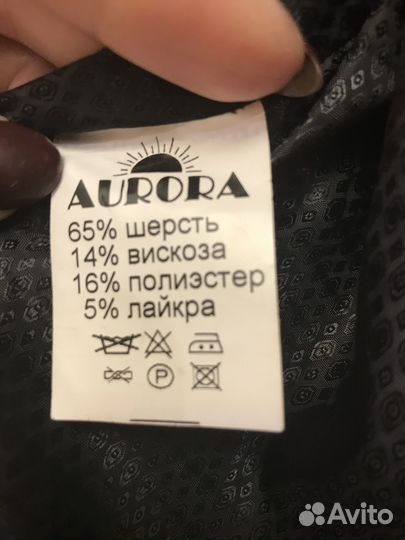 AURORA
65% шерсть
14% вискоза
16% полиэстер
5% лайкра
P
Avito